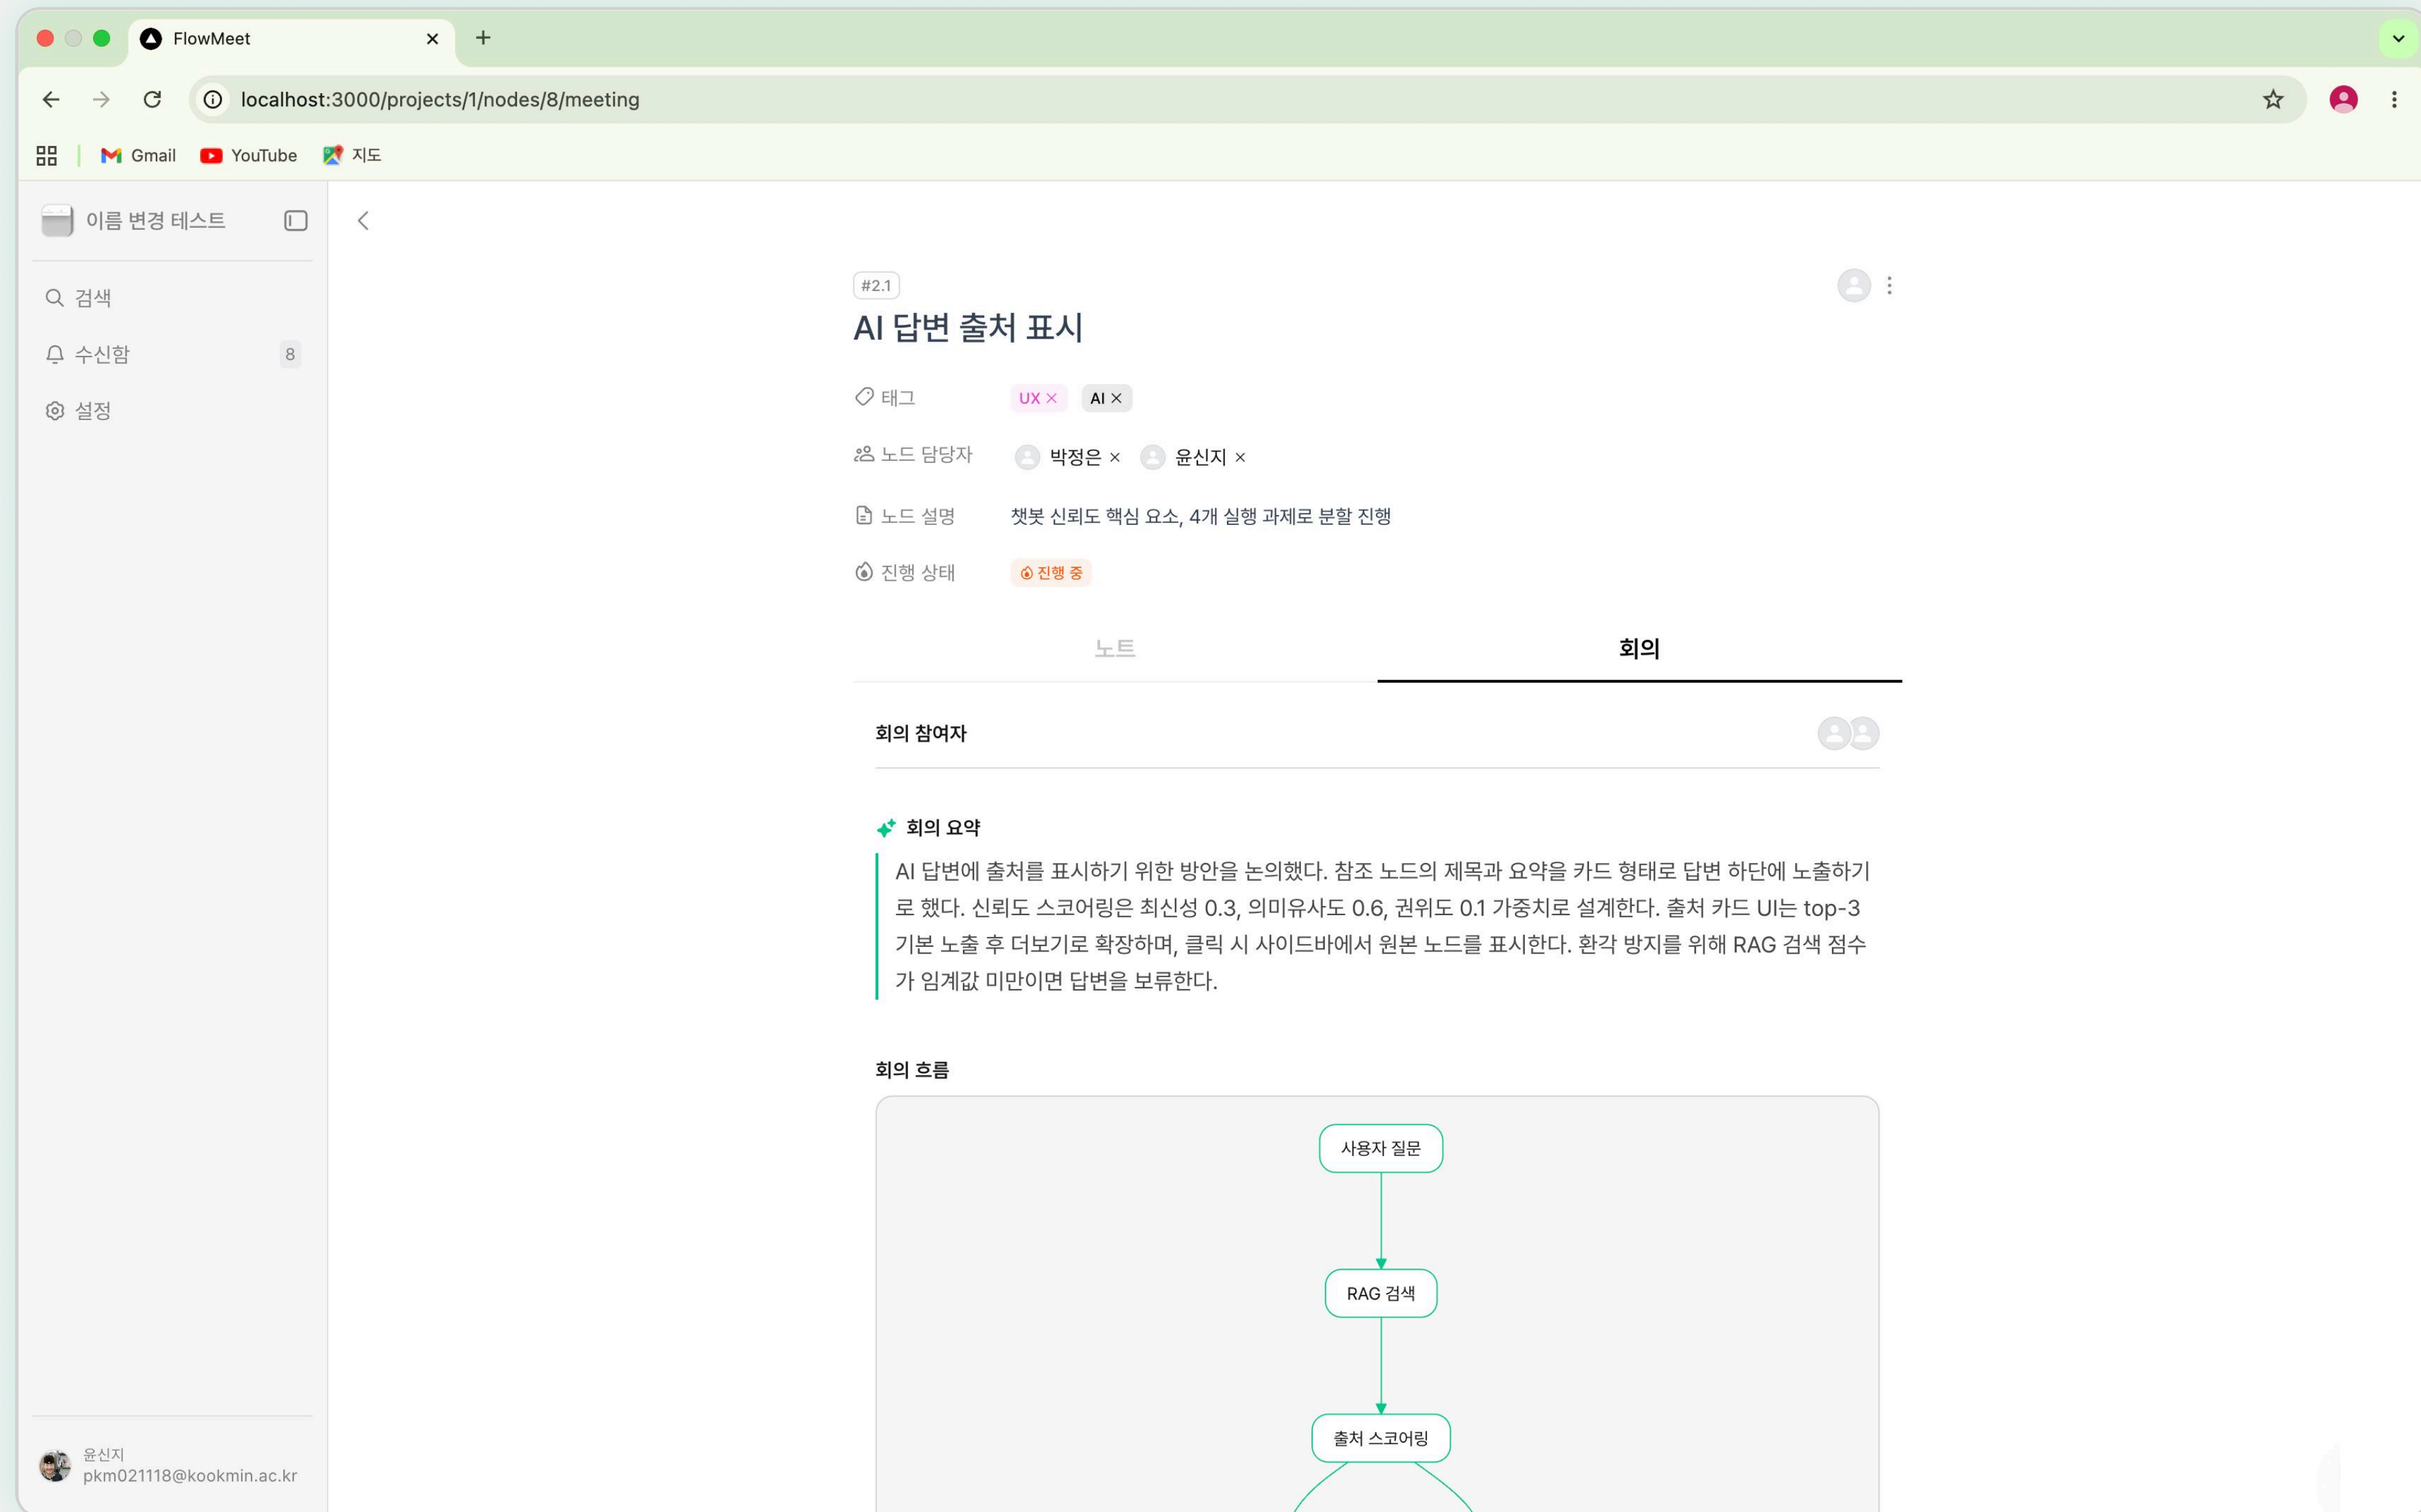 FlowMeet
localhost:3000/projects/1/nodes/8/meeting
Gmail YouTube 지도
이름 변경 테스트
검색
수신함 8
설정
#2.1
AI 답변 출처 표시
태그 UX AI
노드 담당자 박정은 윤신지
노드 설명 챗봇 신뢰도 핵심 요소, 4개 실행 과제로 분할 진행
진행 상태 진행 중
노트 회의
회의 참여자
회의 요약
AI 답변에 출처를 표시하기 위한 방안을 논의했다. 참조 노드의 제목과 요약을 카드 형태로 답변 하단에 노출하기
로 했다. 신뢰도 스코어링은 최신성 0.3, 의미유사도 0.6, 권위도 0.1 가중치로 설계한다. 출처 카드 UI는 top-3
기본 노출 후 더보기로 확장하며, 클릭 시 사이드바에서 원본 노드를 표시한다. 환각 방지를 위해 RAG 검색 점수
가 임계값 미만이면 답변을 보류한다.
회의 흐름
사용자 질문
RAG 검색
출처 스코어링
윤신지
pkm021118@kookmin.ac.kr